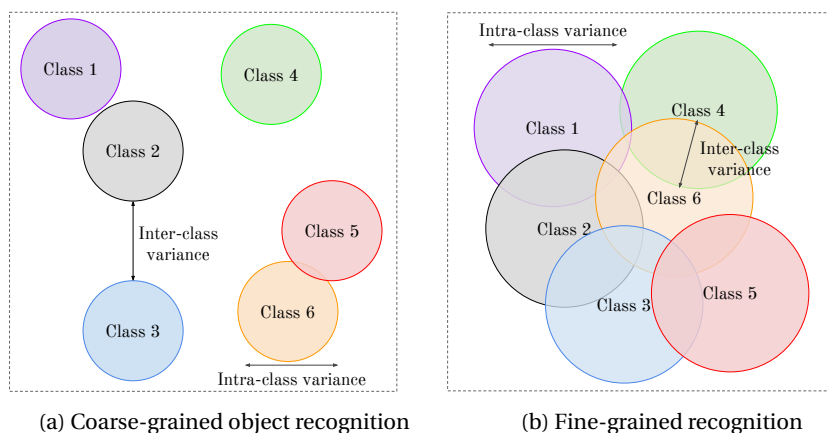 Class 1
Class 4
Class 2
Inter-class
variance
Class 5
Class 3
Class 6
Intra-class variance
(a) Coarse-grained object recognition
Intra-class variance
Class 1
Class 4
Inter-class
variance
Class 6
Class 2
Class 3
Class 5
(b) Fine-grained recognition